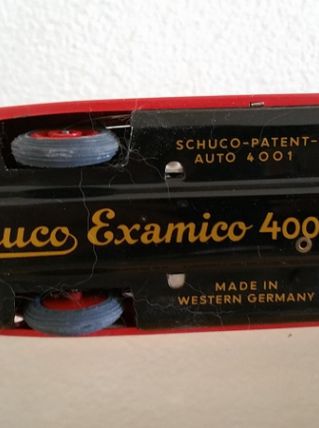 SCHUCO-PATENT-
AUTO 4001
uco Examico 400
MADE IN
WESTERN GERMANY